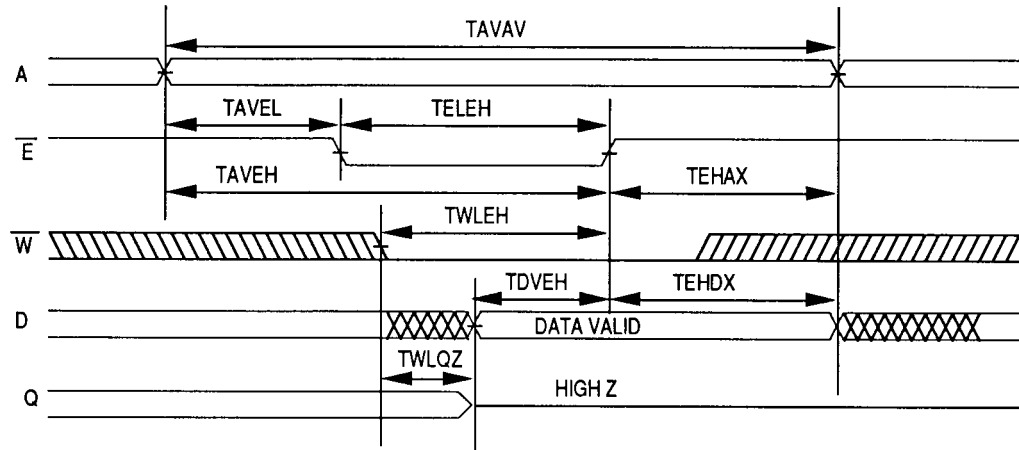 TAVAV
A
TAVEL TELEH
E
TAVEH TEHAX
TWLEH
W
TDVEH TEHDX
D DATA VALID
TWLQZ
Q HIGH Z